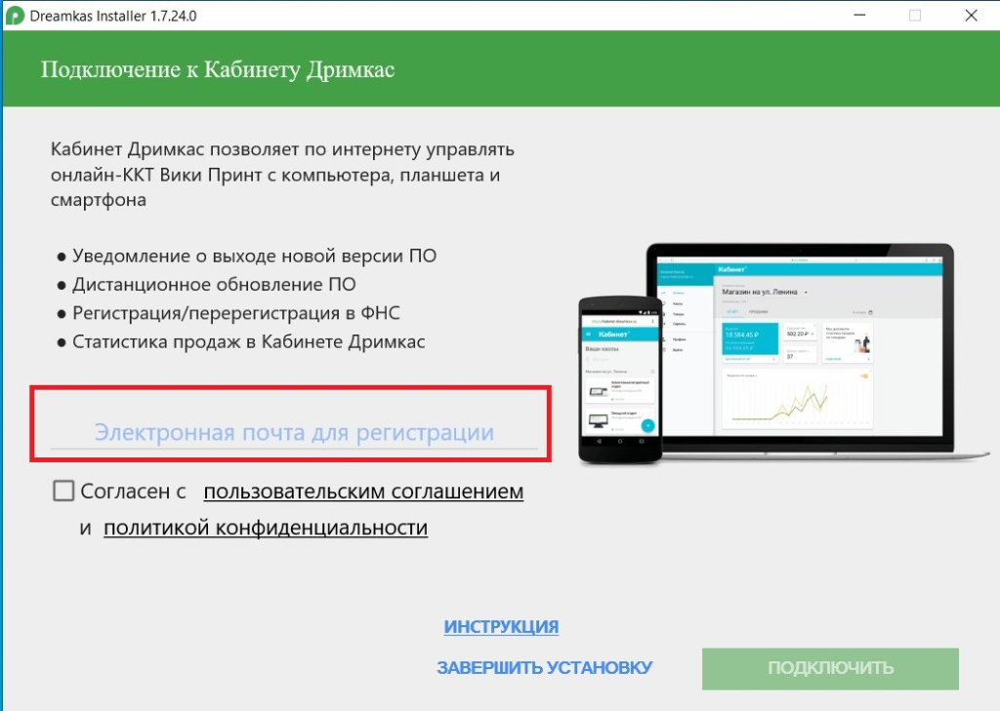 Dreamkas Installer 1.7.24.0
Подключение к Кабинету Дримкас
Кабинет Дримкас позволяет по интернету управлять
онлайн-ККТ Вики Принт с компьютера, планшета и
смартфона
● Уведомление о выходе новой версии ПО
● Дистанционное обновление ПО
● Регистрация/перерегистрация в ФНС
● Статистика продаж в Кабинете Дримкас
Кабинет
Магазин на ул. Ленина
18 384.45 ₽
502.20 ₽
37
Кабинет
Ваши кассы
Магазин на ул. Ленина
Электронная почта для регистрации
Согласен с пользовательским соглашением
и политикой конфиденциальности
ИНСТРУКЦИЯ
ЗАВЕРШИТЬ УСТАНОВКУ
ПОДКЛЮЧИТЬ